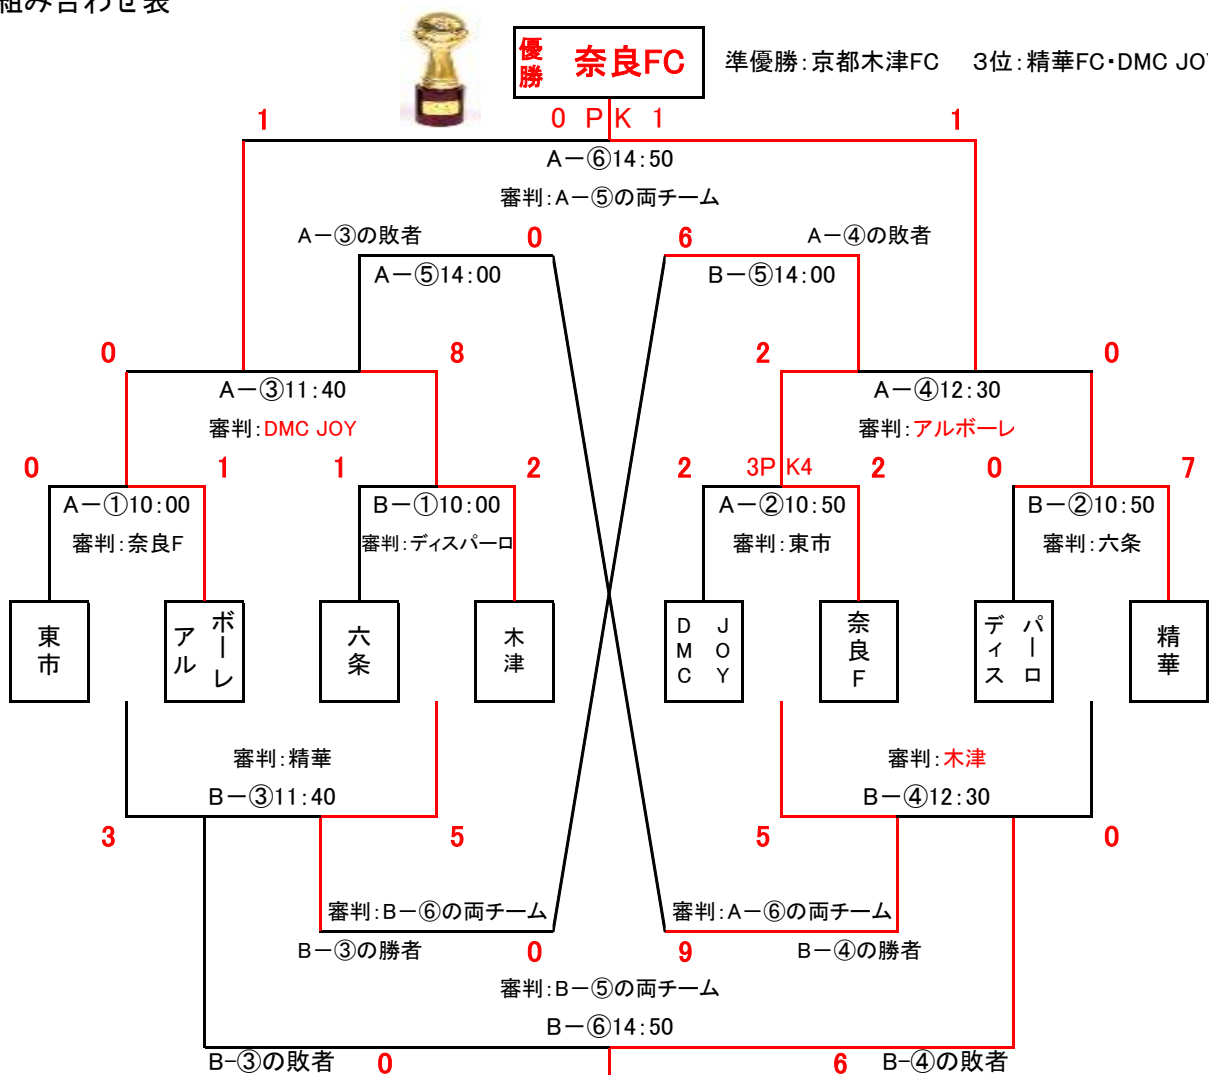 組み合わせ表
優勝 奈良FC
準優勝：京都木津FC 3位：精華FC・DMC JOY
1 0 P K 1 1
A－⑥14：50
審判：A－⑤の両チーム
A－③の敗者 0 6 A－④の敗者
A－⑤14：00 B－⑤14：00
0 8 2 0
A－③11：40 A－④12：30
審判：DMC JOY 審判：アルボーレ
0 1 1 2 2 3P K4 2 0 7
A－①10：00 B－①10：00 A－②10：50 B－②10：50
審判：奈良F 審判：ディスパーロ 審判：東市 審判：六条
東市 アルボーレ 六条 木津 DMC JOY 奈良F ディスパーロ 精華
審判：精華 審判：木津
B－③11：40 B－④12：30
3 5 5 0
審判：B－⑥の両チーム 審判：A－⑥の両チーム
B－③の勝者 0 9 B－④の勝者
審判：B－⑤の両チーム
B－⑥14：50
B-③の敗者 0 6 B-④の敗者